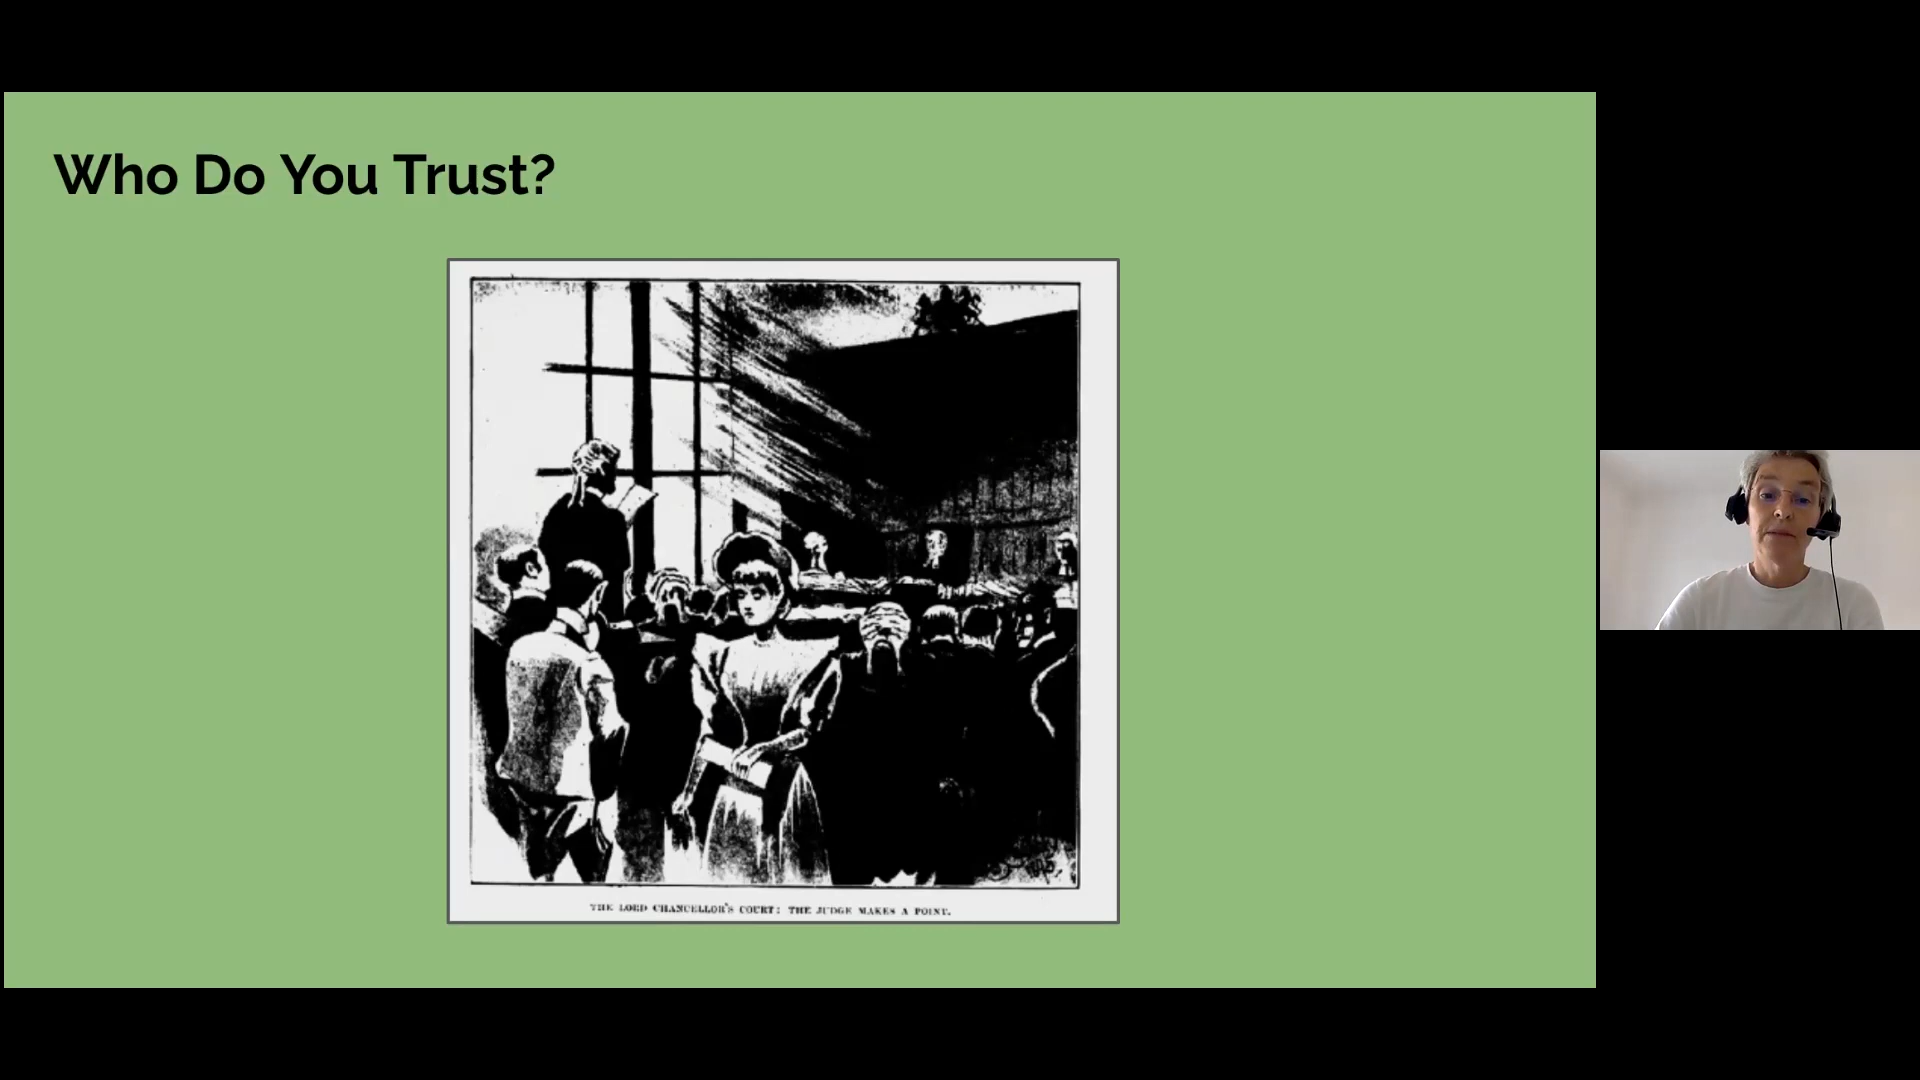 Who Do You Trust?
THE LORD CHANCELLOR'S COURT: THE JUDGE MAKES A POINT.